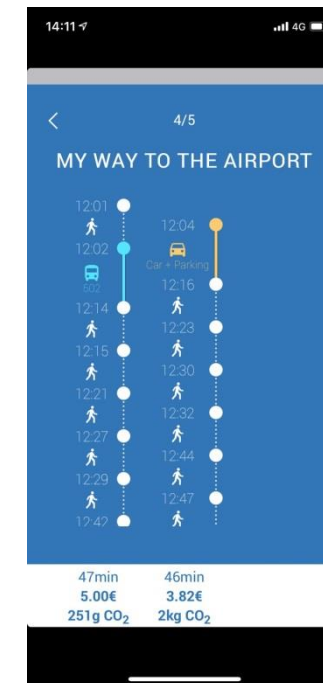 14:11
4G
4/5
MY WAY TO THE AIRPORT
12:01
12:02
602
12:14
12:15
12:21
12:27
12:29
12:42
12:04
Car + Parking
12:16
12:23
12:30
12:32
12:44
12:47
47min
5.00€
251g CO₂
46min
3.82€
2kg CO₂